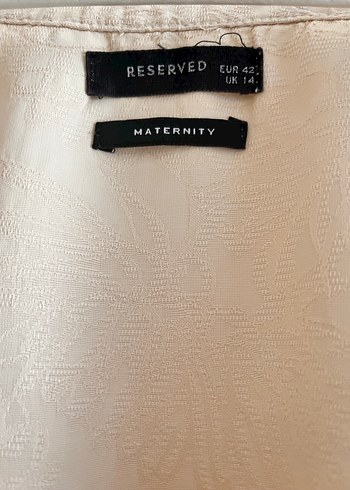 RESERVED
EUR 42.
UK 14.
MATERNITY